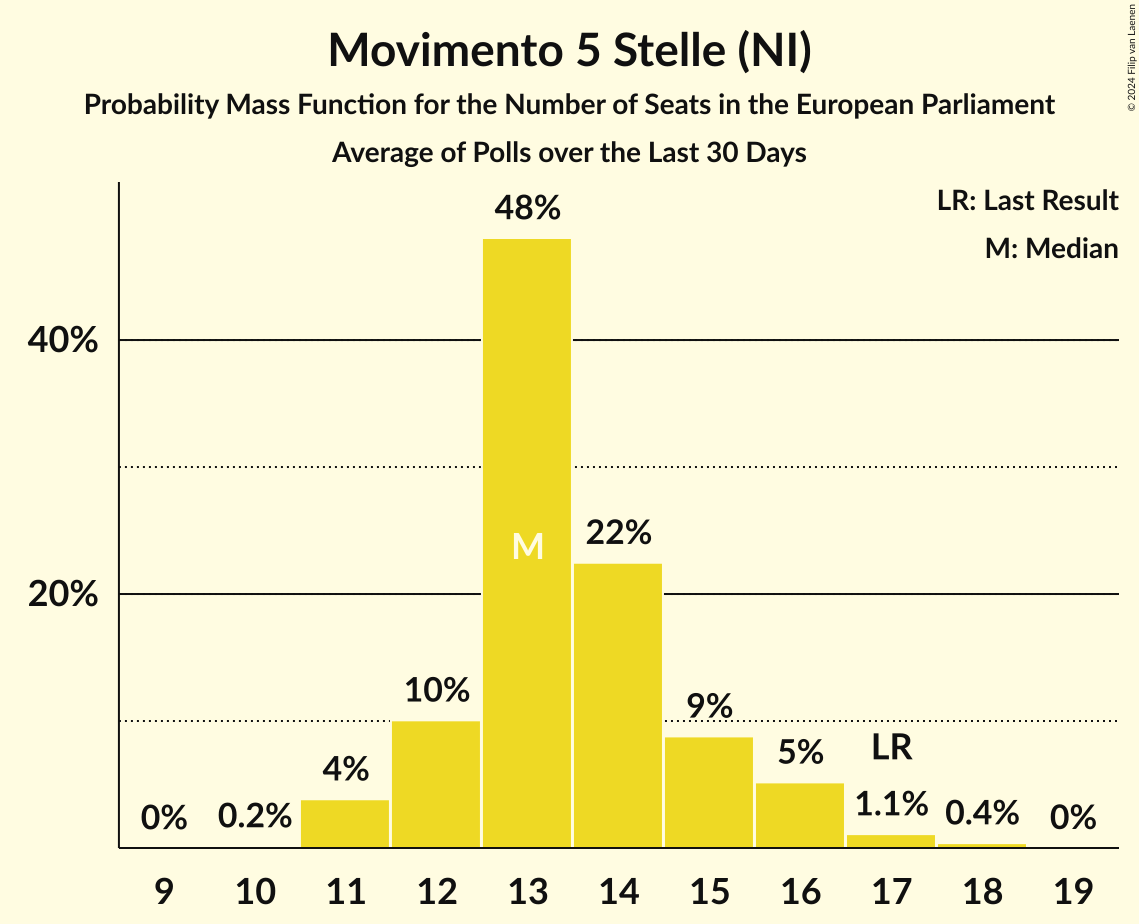 Movimento 5 Stelle (NI)
Probability Mass Function for the Number of Seats in the European Parliament
Average of Polls over the Last 30 Days
© 2024 Filip van Laenen
LR: Last Result
M: Median
48%
40%
M
22%
20%
10%
9%
5%
LR
4%
1.1%
0%
0.2%
0.4%
0%
9 10 11 12 13 14 15 16 17 18 19